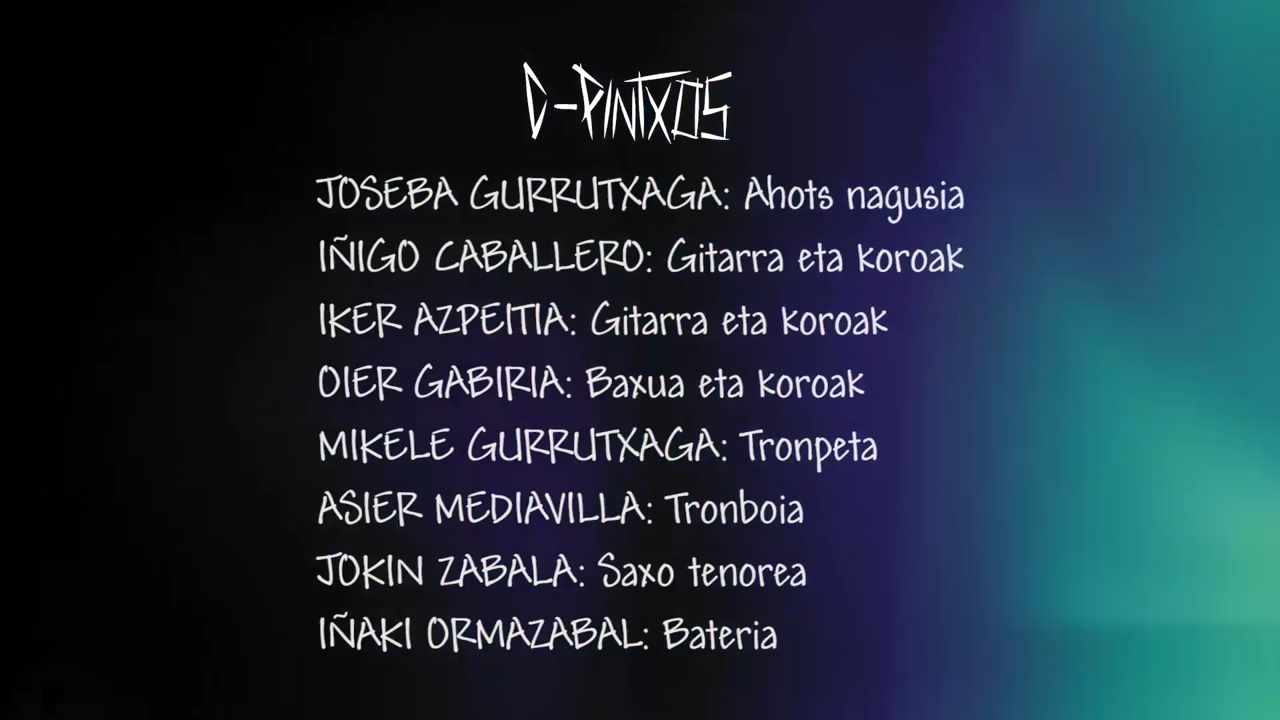 C-PINTXOS
JOSEBA GURRUTXAGA: Ahots nagusia
IÑIGO CABALLERO: Gitarra eta koroak
IKER AZPEITIA: Gitarra eta koroak
OIER GABIRIA: Baxua eta koroak
MIKELE GURRUTXAGA: Tronpeta
ASIER MEDIAVILLA: Tronboia
JOKIN ZABALA: Saxo tenorea
IÑAKI ORMAZABAL: Bateria